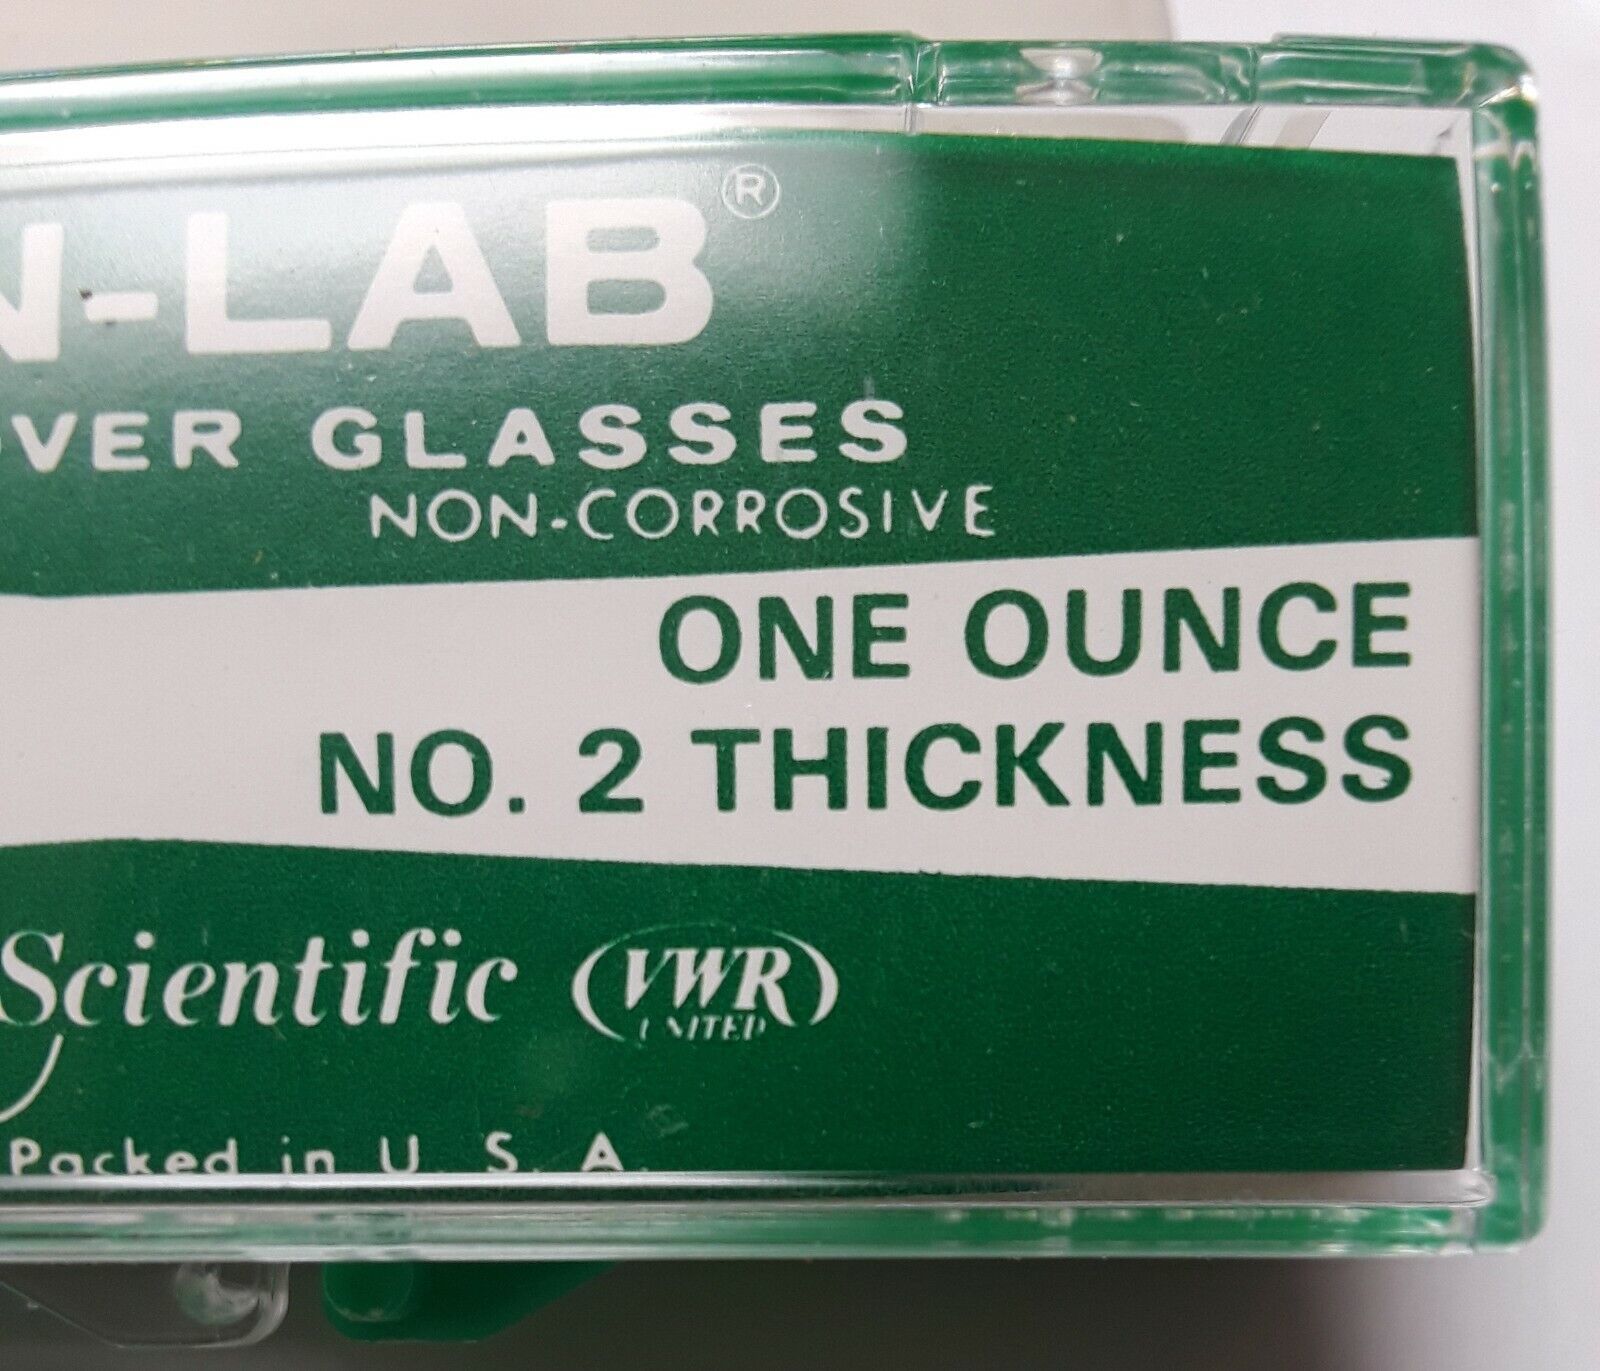 N-LAB®
OVER GLASSES
NON-CORROSIVE
ONE OUNCE
NO. 2 THICKNESS
Scientific VWR
UNITED
Packed in U. S. A.